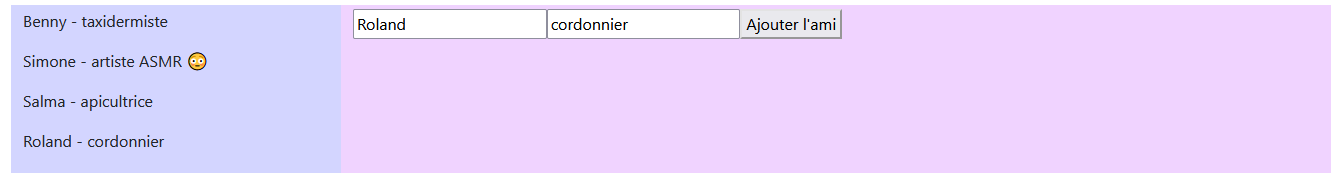 Benny - taxidermiste
Simone - artiste ASMR 😳
Salma - apicultrice
Roland - cordonnier
Roland
cordonnier
Ajouter l'ami